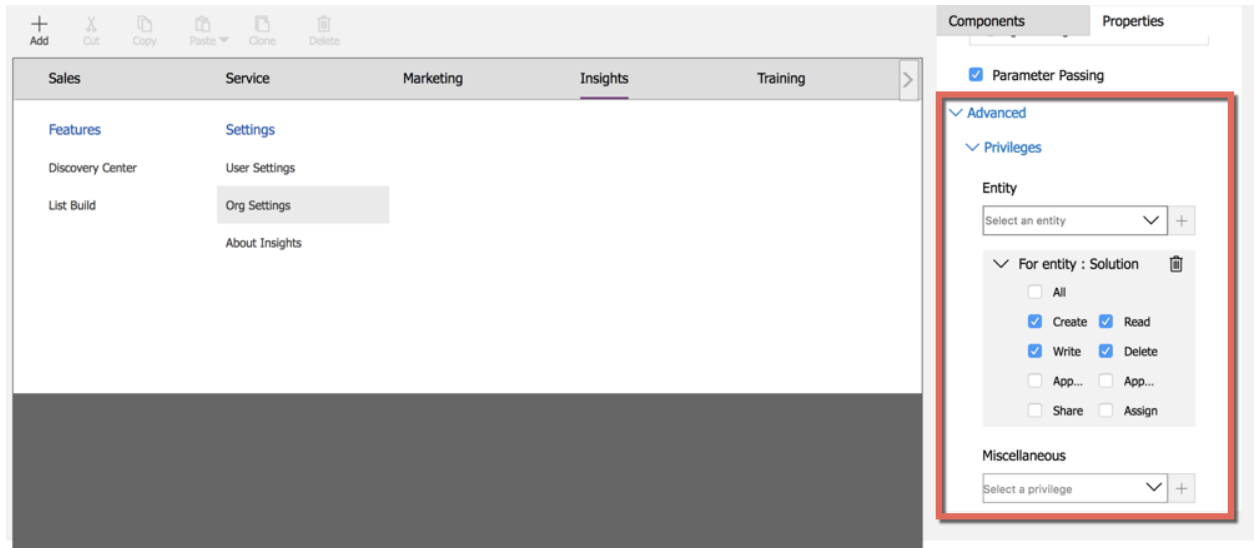 Add Cut Copy Paste Clone Delete
Components Properties
Parameter Passing
Sales Service Marketing Insights Training
Features Settings
Discovery Center User Settings
List Build Org Settings
About Insights
Advanced
Privileges
Entity
Select an entity
For entity : Solution
All
Create Read
Write Delete
App... App...
Share Assign
Miscellaneous
Select a privilege